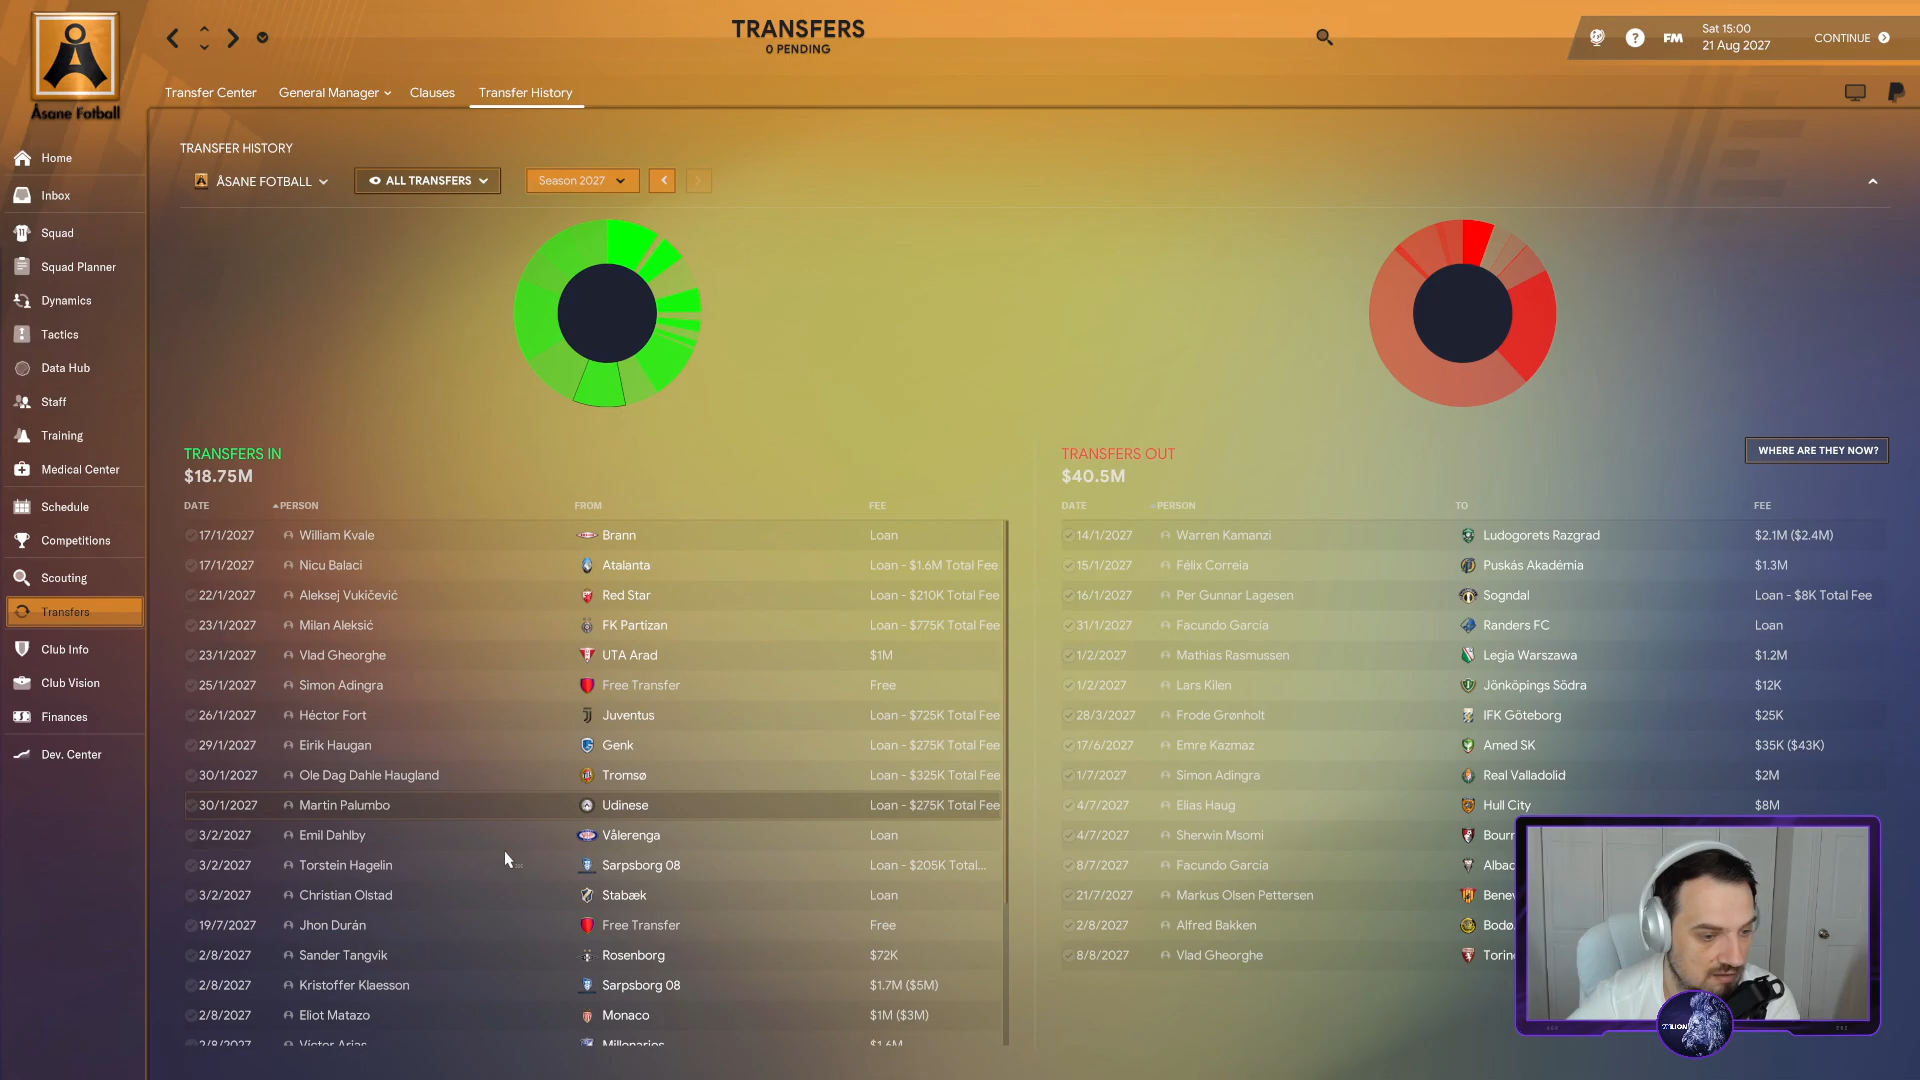 TRANSFERS
0 PENDING
FM
Sat 15:00
21 Aug 2027
CONTINUE
Åsane Fotball
Transfer Center
General Manager
Clauses
Transfer History
Home
Inbox
Squad
Squad Planner
Dynamics
Tactics
Data Hub
Staff
Training
Medical Center
Schedule
Competitions
Scouting
Transfers
Club Info
Club Vision
Finances
Dev. Center
TRANSFER HISTORY
ÅSANE FOTBALL
ALL TRANSFERS
Season 2027
TRANSFERS IN
$18.75M
DATE PERSON FROM FEE
17/1/2027 William Kvale Brann Loan
17/1/2027 Nicu Balaci Atalanta Loan - $1.6M Total Fee
22/1/2027 Aleksej Vukičević Red Star Loan - $210K Total Fee
23/1/2027 Milan Aleksić FK Partizan Loan - $775K Total Fee
23/1/2027 Vlad Gheorghe UTA Arad $1M
25/1/2027 Simon Adingra Free Transfer Free
26/1/2027 Héctor Fort Juventus Loan - $725K Total Fee
29/1/2027 Eirik Haugan Genk Loan - $275K Total Fee
30/1/2027 Ole Dag Dahle Haugland Tromsø Loan - $325K Total Fee
30/1/2027 Martin Palumbo Udinese Loan - $275K Total Fee
3/2/2027 Emil Dahlby Vålerenga Loan
3/2/2027 Torstein Hagelin Sarpsborg 08 Loan - $205K Total...
3/2/2027 Christian Olstad Stabæk Loan
19/7/2027 Jhon Durán Free Transfer Free
2/8/2027 Sander Tangvik Rosenborg $72K
2/8/2027 Kristoffer Klaesson Sarpsborg 08 $1.7M ($5M)
2/8/2027 Eliot Matazo Monaco $1M ($3M)
2/8/2027 Víctor Arias Millonarios $1.6M
TRANSFERS OUT
$40.5M
WHERE ARE THEY NOW?
DATE PERSON TO FEE
14/1/2027 Warren Kamanzi Ludogorets Razgrad $2.1M ($2.4M)
15/1/2027 Félix Correia Puskás Akadémia $1.3M
16/1/2027 Per Gunnar Lagesen Sogndal Loan - $8K Total Fee
31/1/2027 Facundo García Randers FC Loan
1/2/2027 Mathias Rasmussen Legia Warszawa $1.2M
1/2/2027 Lars Kilen Jönköpings Södra $12K
28/3/2027 Frode Grønholt IFK Göteborg $25K
17/6/2027 Emre Kazmaz Amed SK $35K ($43K)
1/7/2027 Simon Adingra Real Valladolid $2M
4/7/2027 Elias Haug Hull City $8M
4/7/2027 Sherwin Msomi Bourr
8/7/2027 Facundo García Albac
21/7/2027 Markus Olsen Pettersen Benev
2/8/2027 Alfred Bakken Bodø
8/8/2027 Vlad Gheorghe Torin